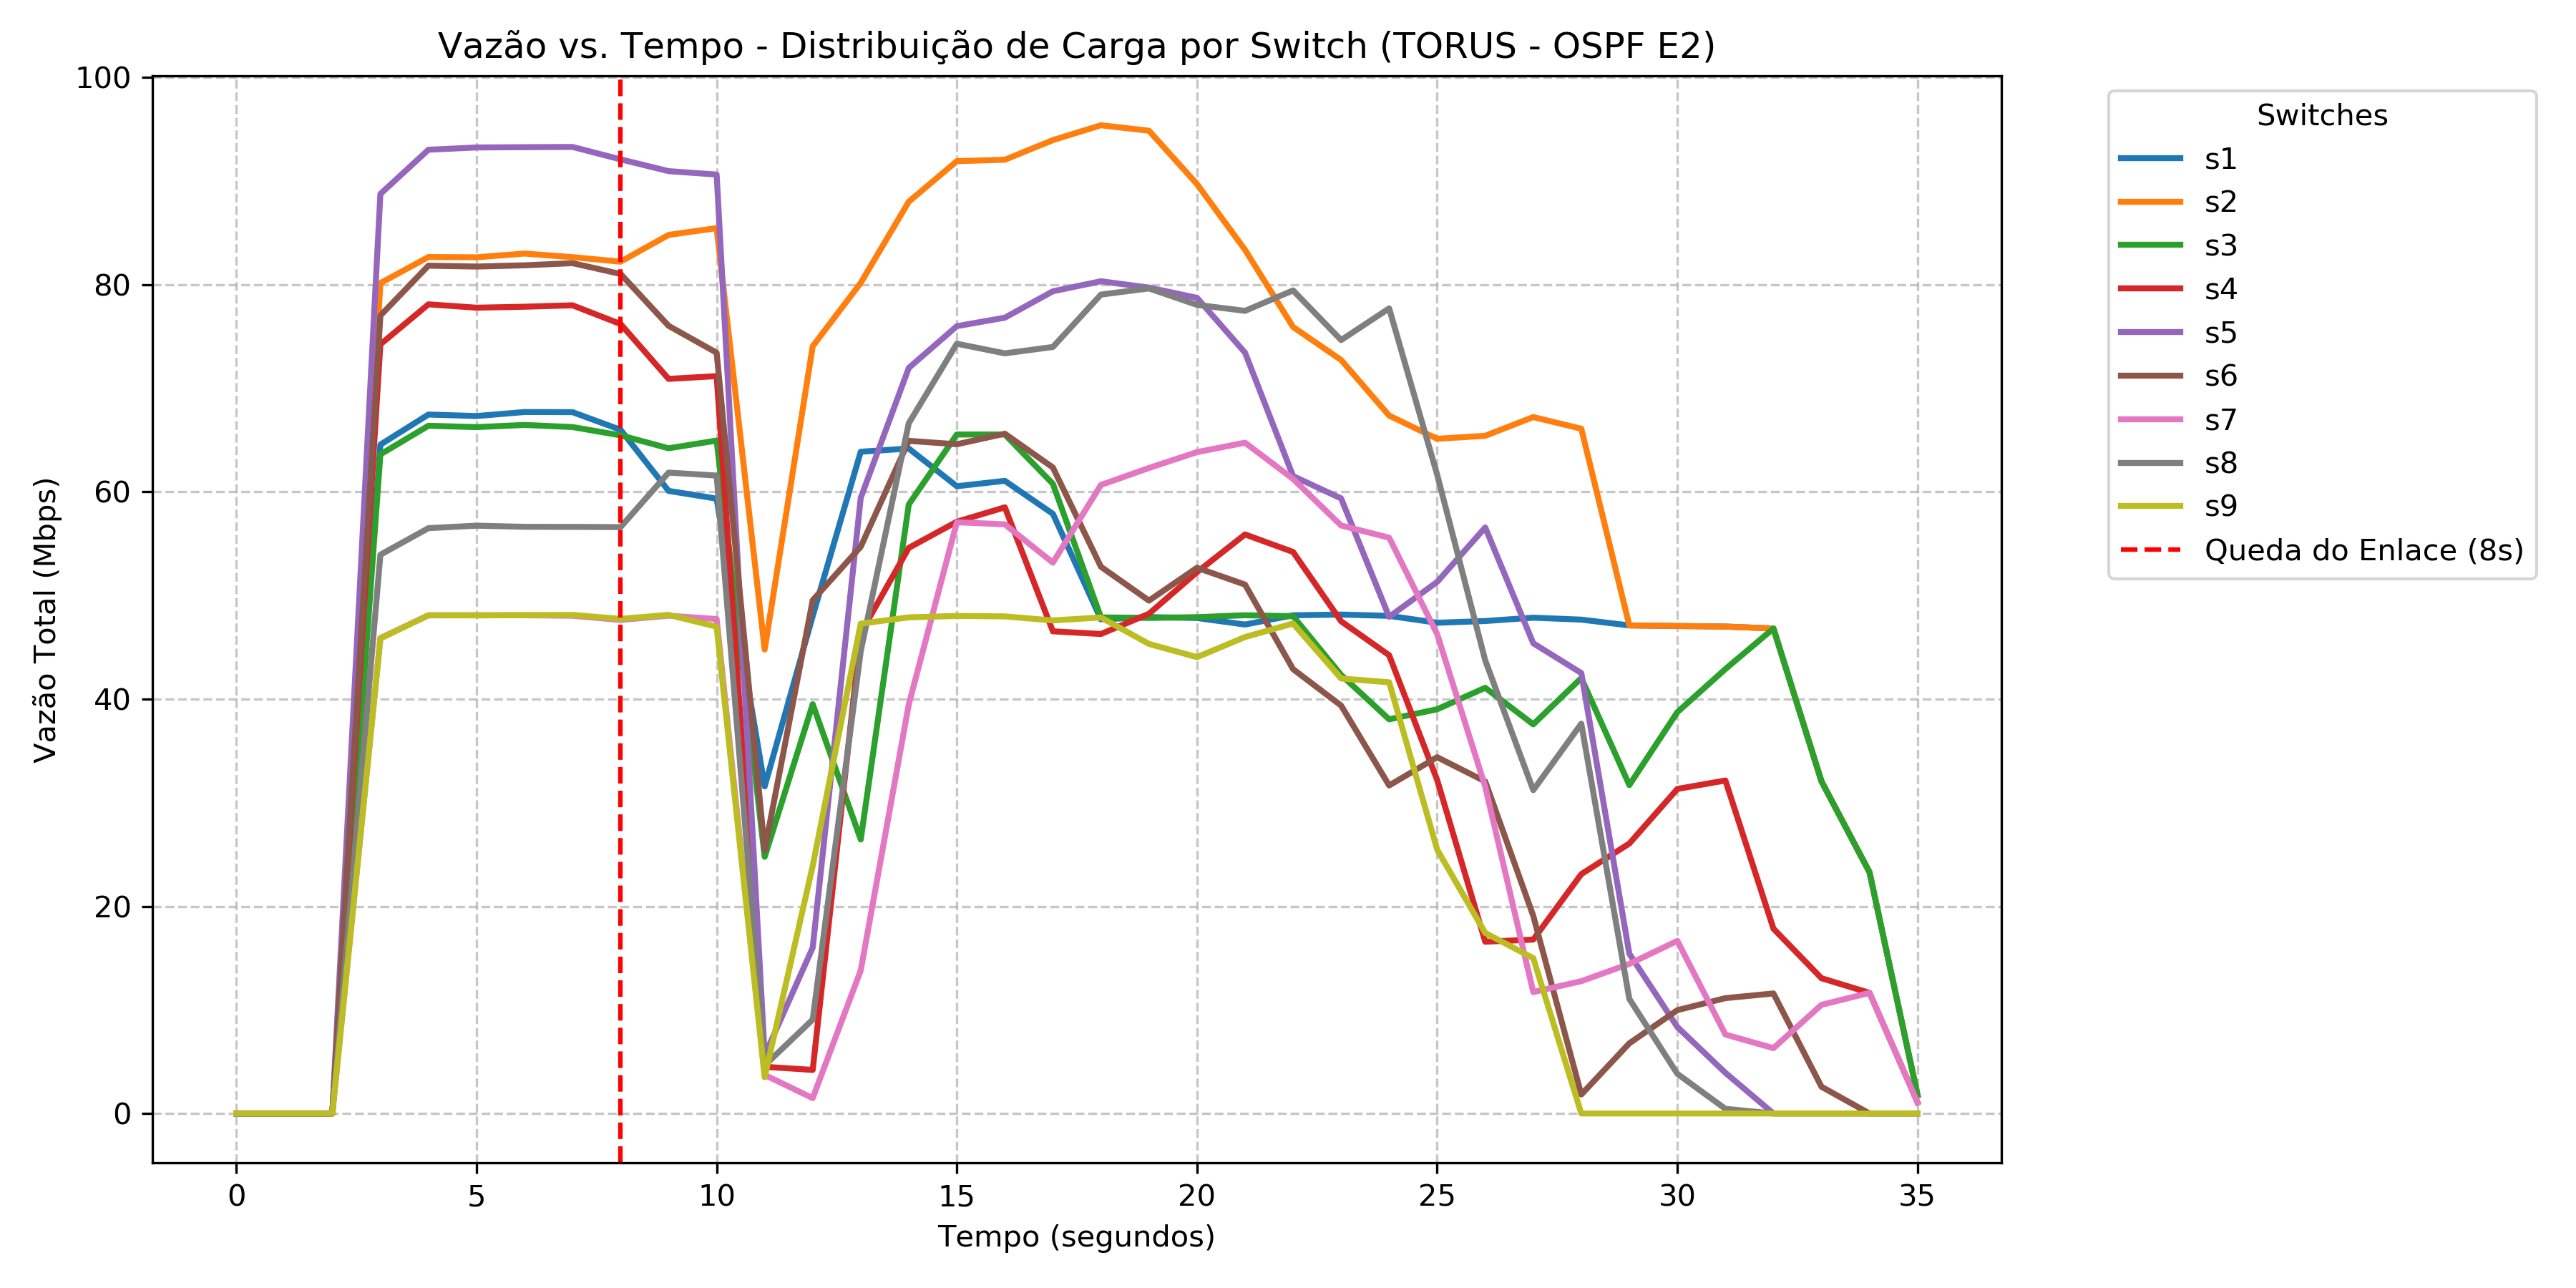 Vazão vs. Tempo - Distribuição de Carga por Switch (TORUS - OSPF E2)
Vazão Total (Mbps)
100
80
60
40
20
0
0
5
10
15
20
25
30
35
Tempo (segundos)
Switches
s1
s2
s3
s4
s5
s6
s7
s8
s9
Queda do Enlace (8s)